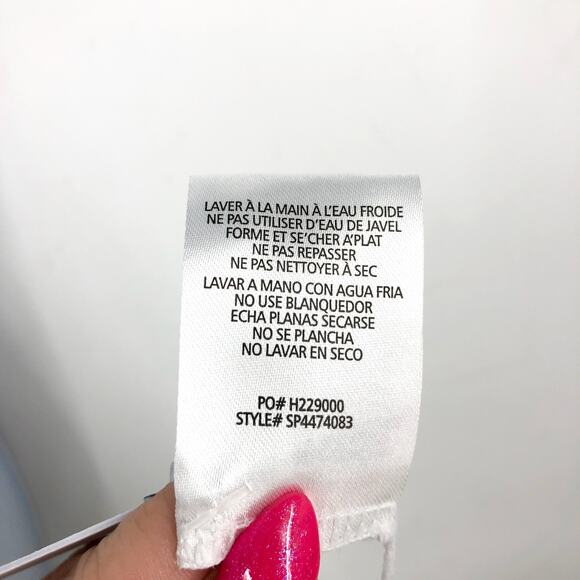 LAVER À LA MAIN À L'EAU FROIDE
NE PAS UTILISER D'EAU DE JAVEL
FORME ET SE'CHER A'PLAT
NE PAS REPASSER
NE PAS NETTOYER À SEC
LAVAR A MANO CON AGUA FRIA
NO USE BLANQUEDOR
ECHA PLANAS SECARSE
NO SE PLANCHA
NO LAVAR EN SECO
PO# H229000
STYLE# SP4474083